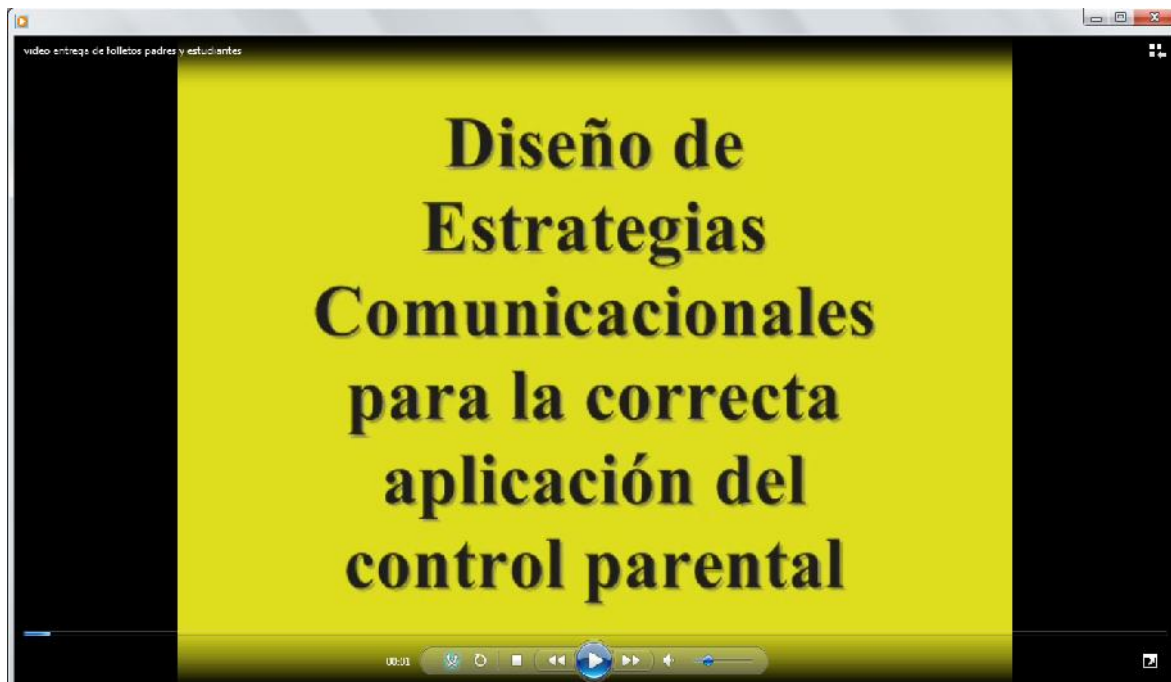 video entrega de folletos padres y estudiantes
Diseño de
Estrategias
Comunicacionales
para la correcta
aplicación del
control parental
00:01